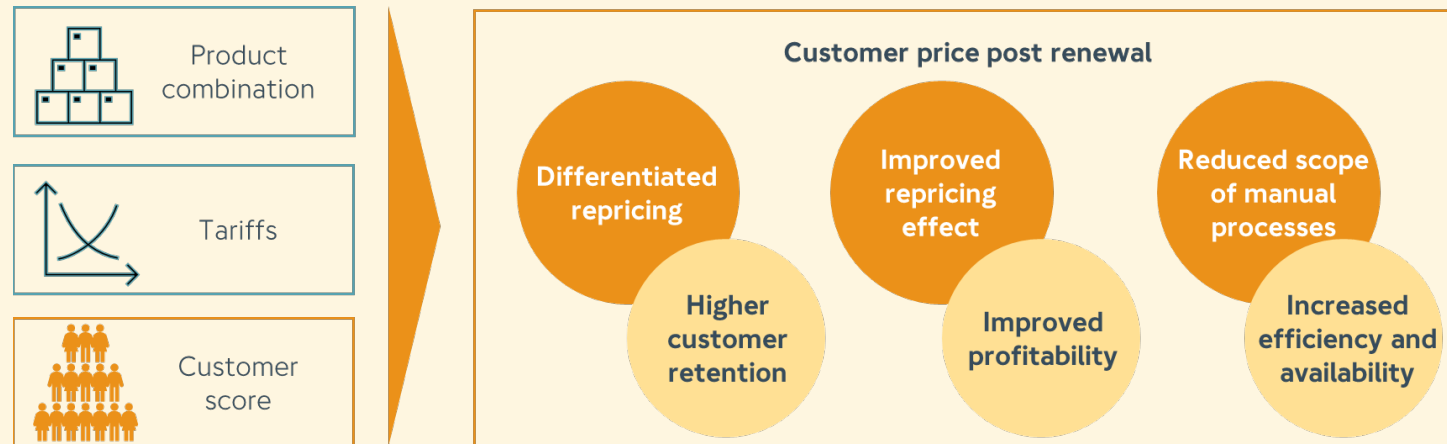 Product
combination
Tariffs
Customer
score
Customer price post renewal
Differentiated
repricing
Higher
customer
retention
Improved
repricing
effect
Improved
profitability
Reduced scope
of manual
processes
Increased
efficiency and
availability